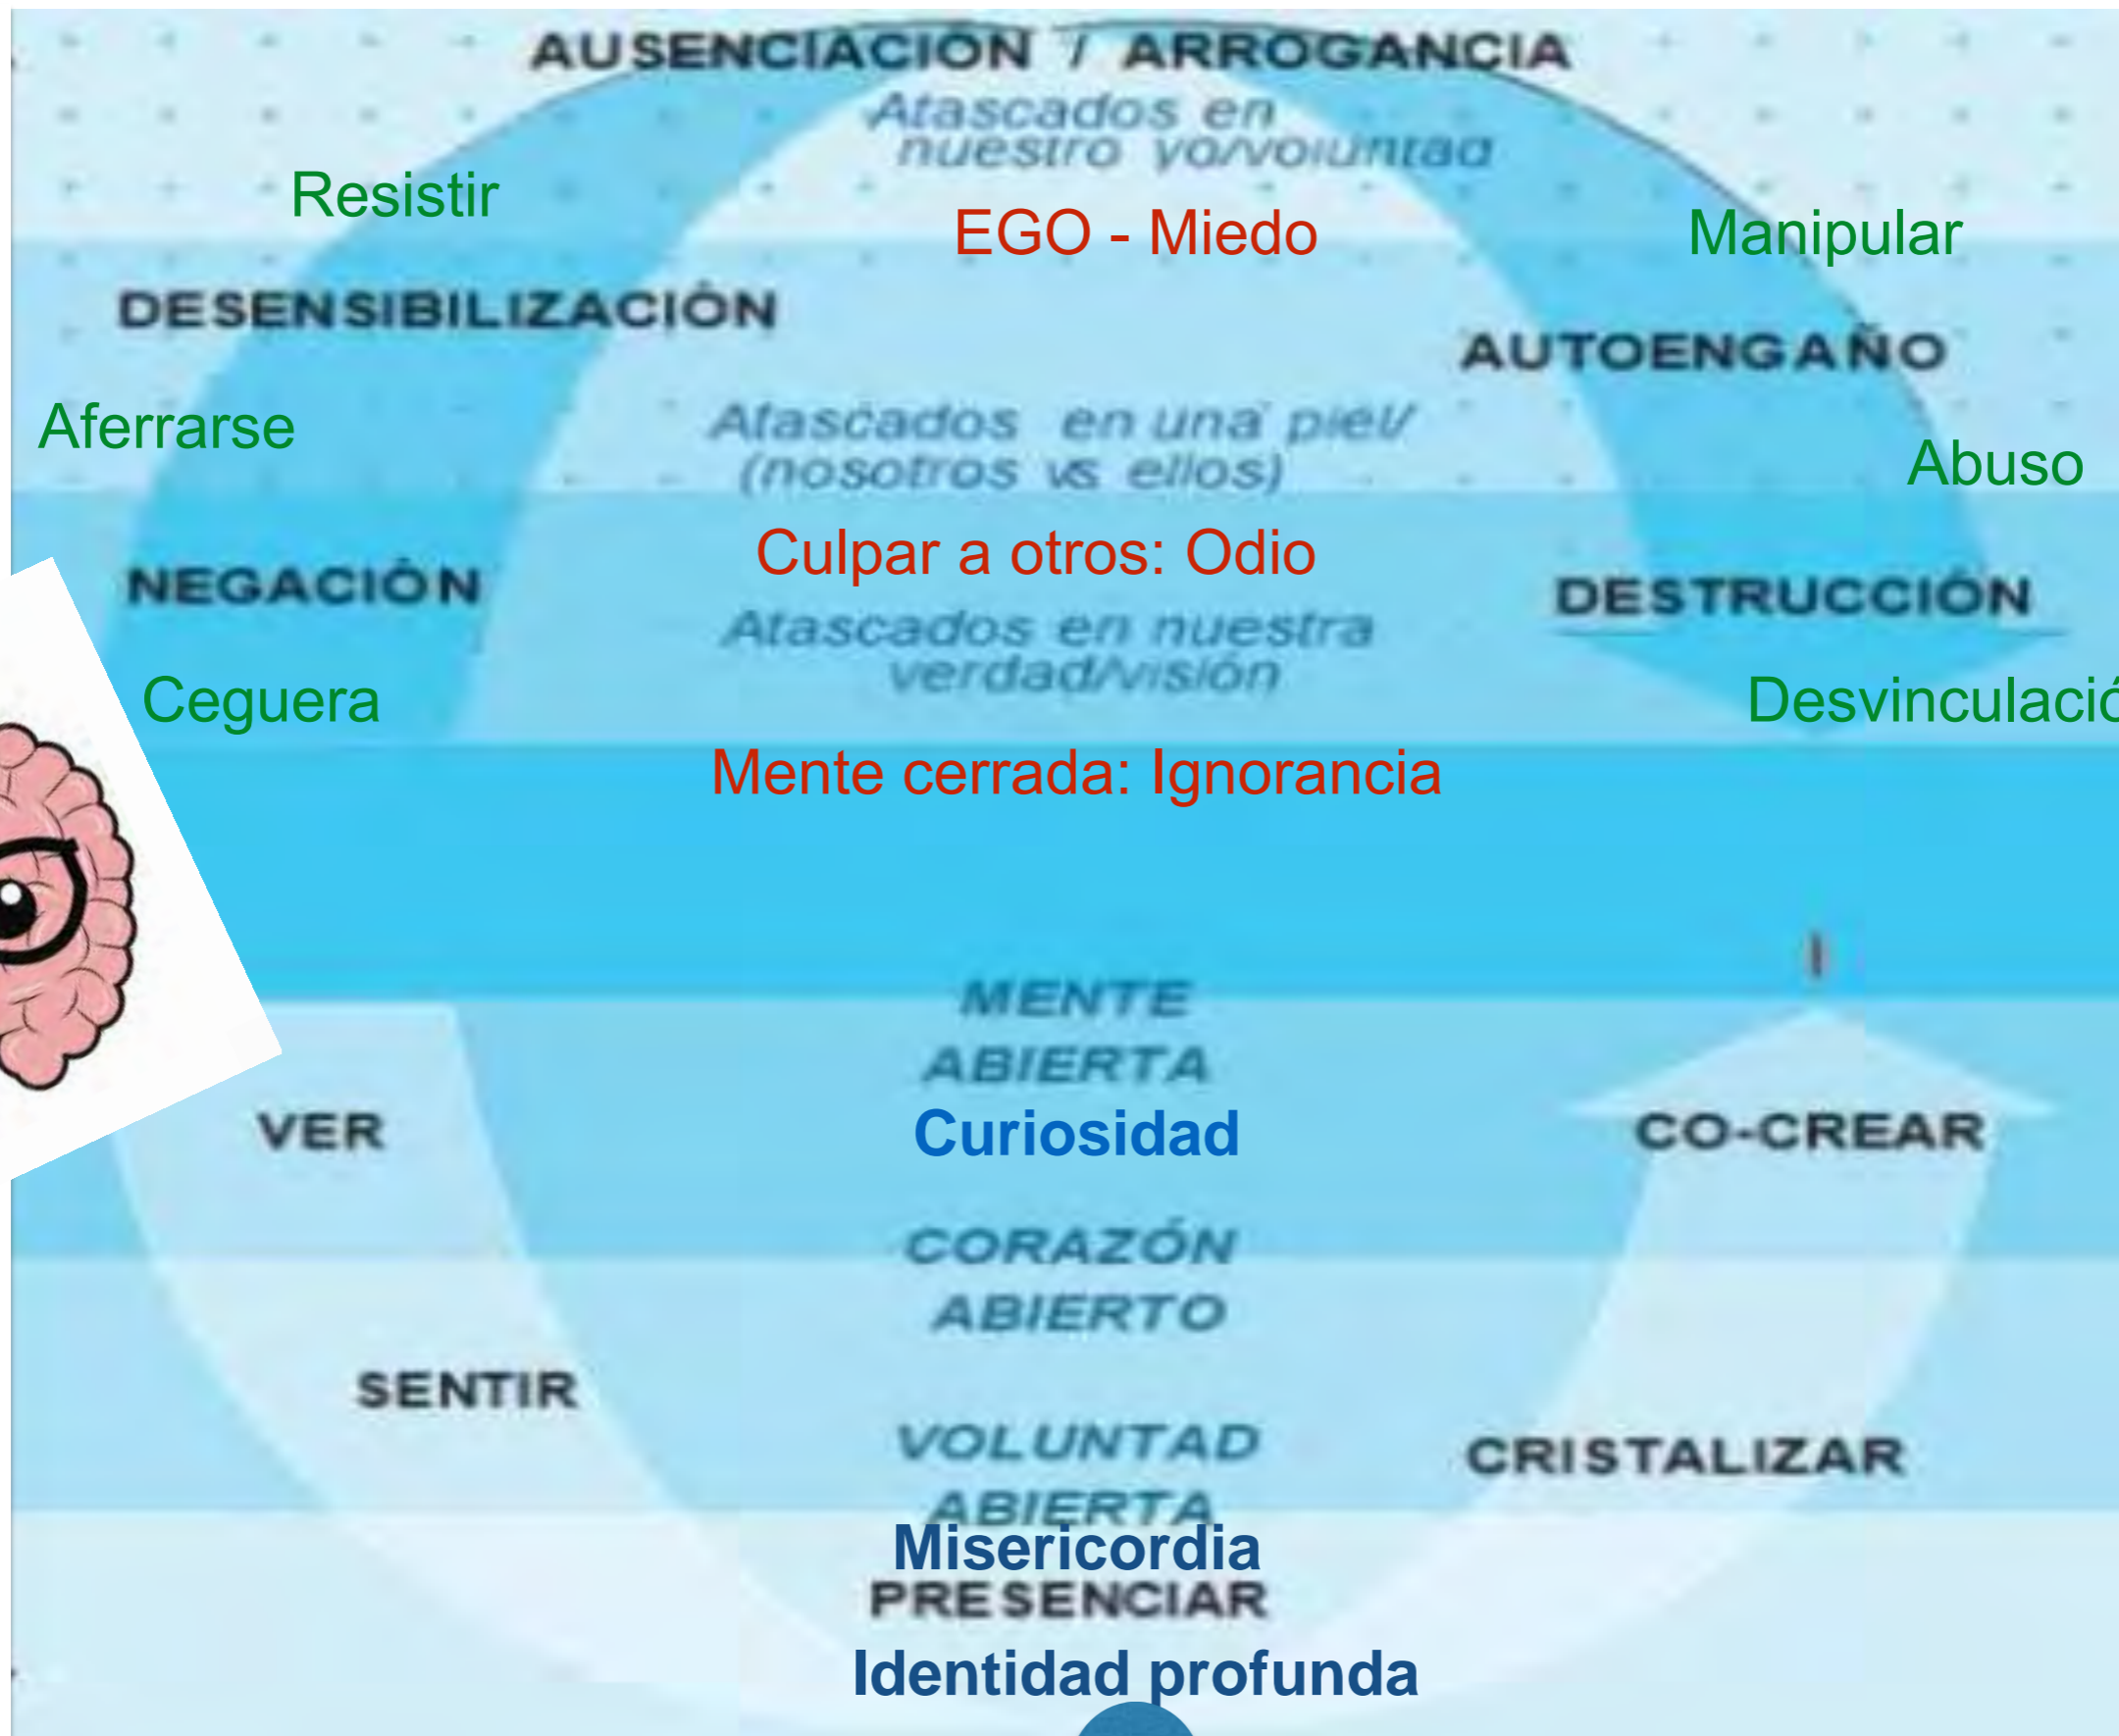 AUSENCIACIÓN / ARROGANCIA
Atascados en
nuestro yo/voluntad
Resistir
EGO - Miedo
Manipular
DESENSIBILIZACIÓN
AUTOENGAÑO
Atascados en una piel/
(nosotros vs ellos)
Aferrarse
Abuso
Culpar a otros: Odio
NEGACIÓN
DESTRUCCIÓN
Atascados en nuestra
verdad/visión
Ceguera
Desvinculació
Mente cerrada: Ignorancia
MENTE
ABIERTA
VER
Curiosidad
CO-CREAR
CORAZÓN
ABIERTO
SENTIR
VOLUNTAD
ABIERTA
CRISTALIZAR
Misericordia
PRESENCIAR
Identidad profunda